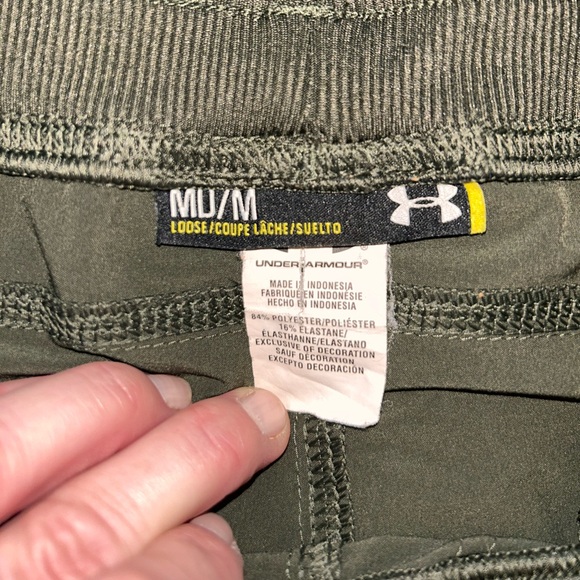 MD/M
LOOSE/COUPE LÂCHE/SUELTO
UNDER ARMOUR®
MADE IN INDONESIA
FABRIQUÉ EN INDONÉSIE
HECHO EN INDONESIA
84% POLYESTER/POLIÉSTER
16% ÉLASTANE/
ÉLASTHANNE/ELASTANO
EXCLUSIVE OF DECORATION
SAUF DÉCORATION
EXCEPTO DECORACIÓN